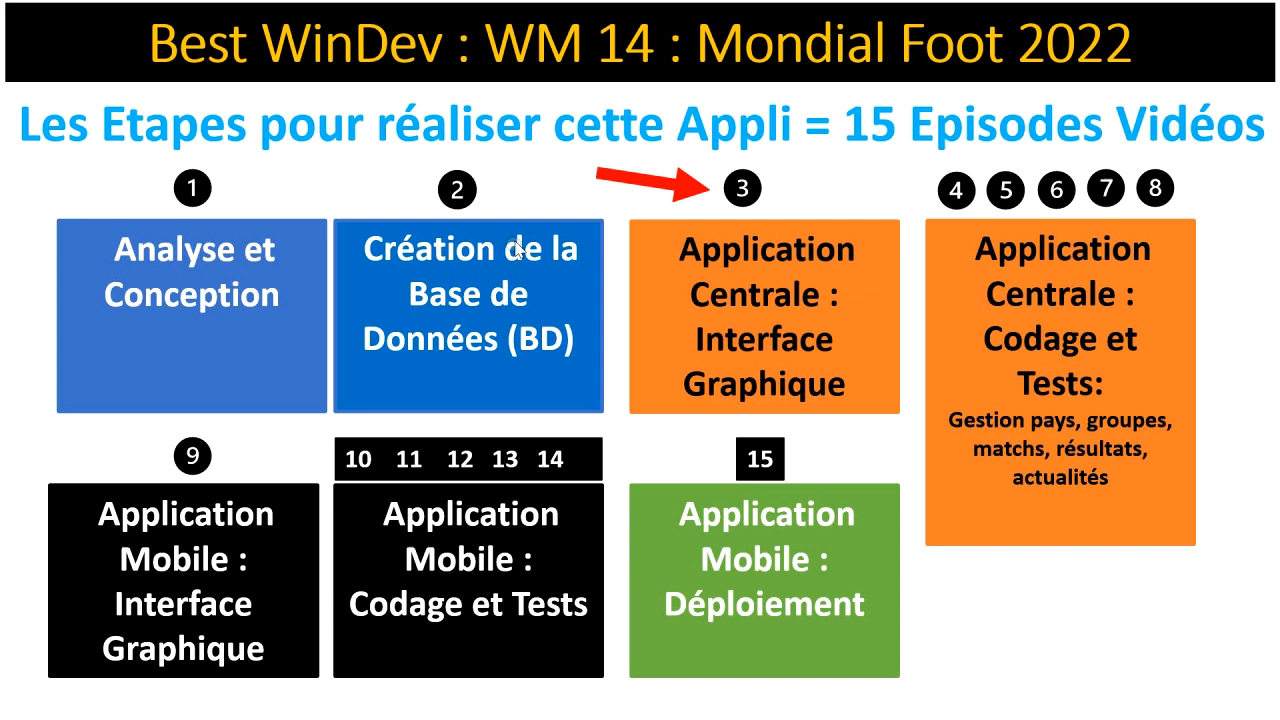 Best WinDev : WM 14 : Mondial Foot 2022
Les Etapes pour réaliser cette Appli = 15 Episodes Vidéos
1
Analyse et
Conception
2
Création de la
Base de
Données (BD)
3
Application
Centrale :
Interface
Graphique
4 5 6 7 8
Application
Centrale :
Codage et
Tests:
Gestion pays, groupes,
matchs, résultats,
actualités
9
Application
Mobile :
Interface
Graphique
10 11 12 13 14
Application
Mobile :
Codage et Tests
15
Application
Mobile :
Déploiement